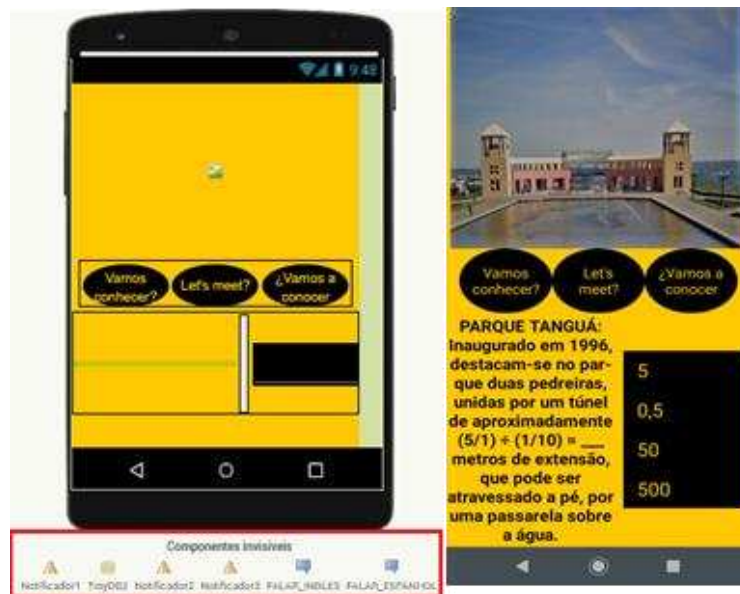 9:48
Vamos conhecer?
Let's meet?
¿Vamos a conocer
Componentes Invisíveis
Notificador1 TinyDB2 Notificador2 Notificador3 FALAR_INGLES FALAR_ESPANHOL
Vamos conhecer?
Let's meet?
¿Vamos a conocer
PARQUE TANGUÁ:
Inaugurado em 1996,
destacam-se no par-
que duas pedreiras,
unidas por um túnel
de aproximadamente
(5/1) ÷ (1/10) = ___
metros de extensão,
que pode ser
atravessado a pé, por
uma passarela sobre
a água.
5
0,5
50
500